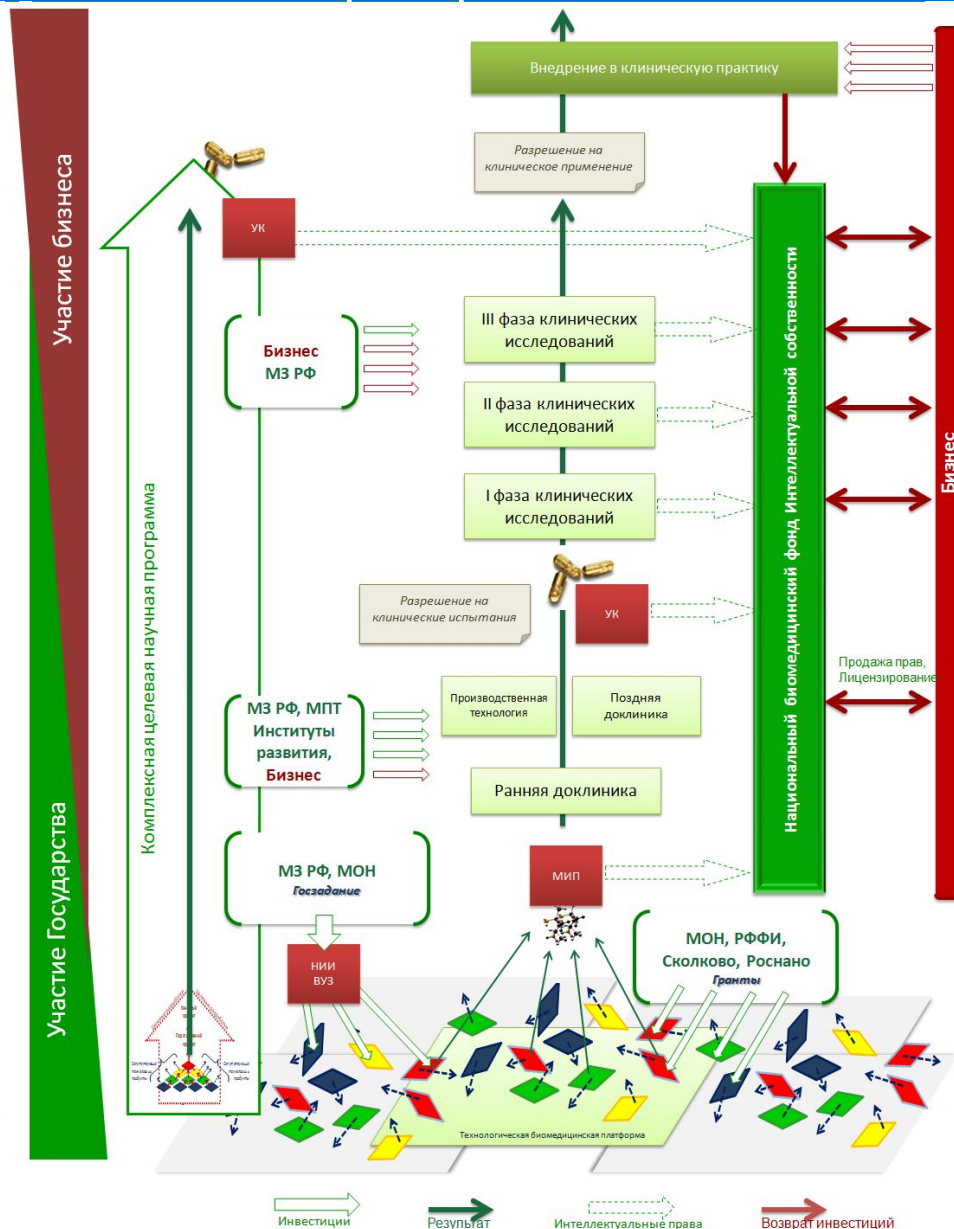 Внедрение в клиническую практику
Разрешение на
клиническое применение
Участие бизнеса
УК
III фаза клинических
исследований
Бизнес
МЗ РФ
II фаза клинических
исследований
I фаза клинических
исследований
Национальный биомедицинский фонд Интеллектуальной собственности
Бизнес
Комплексная целевая научная программа
Разрешение на
клинические испытания
УК
Продажа прав,
Лицензирование
Производственная
технология
Поздняя
доклиника
МЗ РФ, МПТ
Институты
развития,
Бизнес
Ранняя доклиника
Участие Государства
МЗ РФ, МОН
Госзадание
МИП
МОН, РФФИ,
Сколково, Роснано
Гранты
НИИ
ВУЗ
Технологическая биомедицинская платформа
Инвестиции
Результат
Интеллектуальные права
Возврат инвестиций